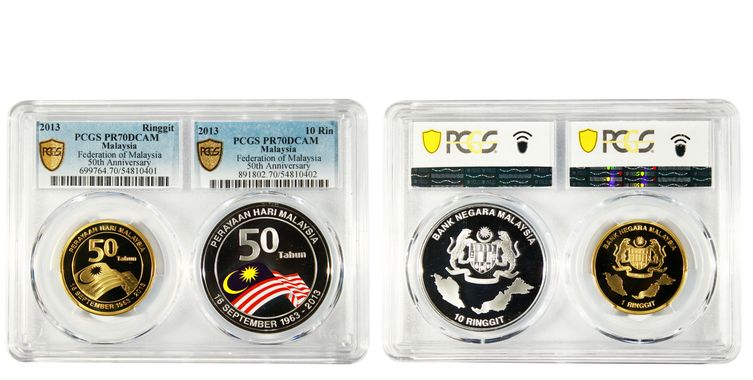 2013 Ringgit
PCGS PR70DCAM
Malaysia
Federation of Malaysia
50th Anniversary
699764.70/54810401
2013 10 Rin
PCGS PR70DCAM
Malaysia
Federation of Malaysia
50th Anniversary
891802.70/54810402
PCGS
PCGS
PERAYAAN HARI MALAYSIA
50
Tahun
16 SEPTEMBER 1963 - 2013
PERAYAAN HARI MALAYSIA
50
Tahun
16 SEPTEMBER 1963 - 2013
PCGS
PCGS
BANK NEGARA MALAYSIA
10 RINGGIT
BANK NEGARA MALAYSIA
1 RINGGIT